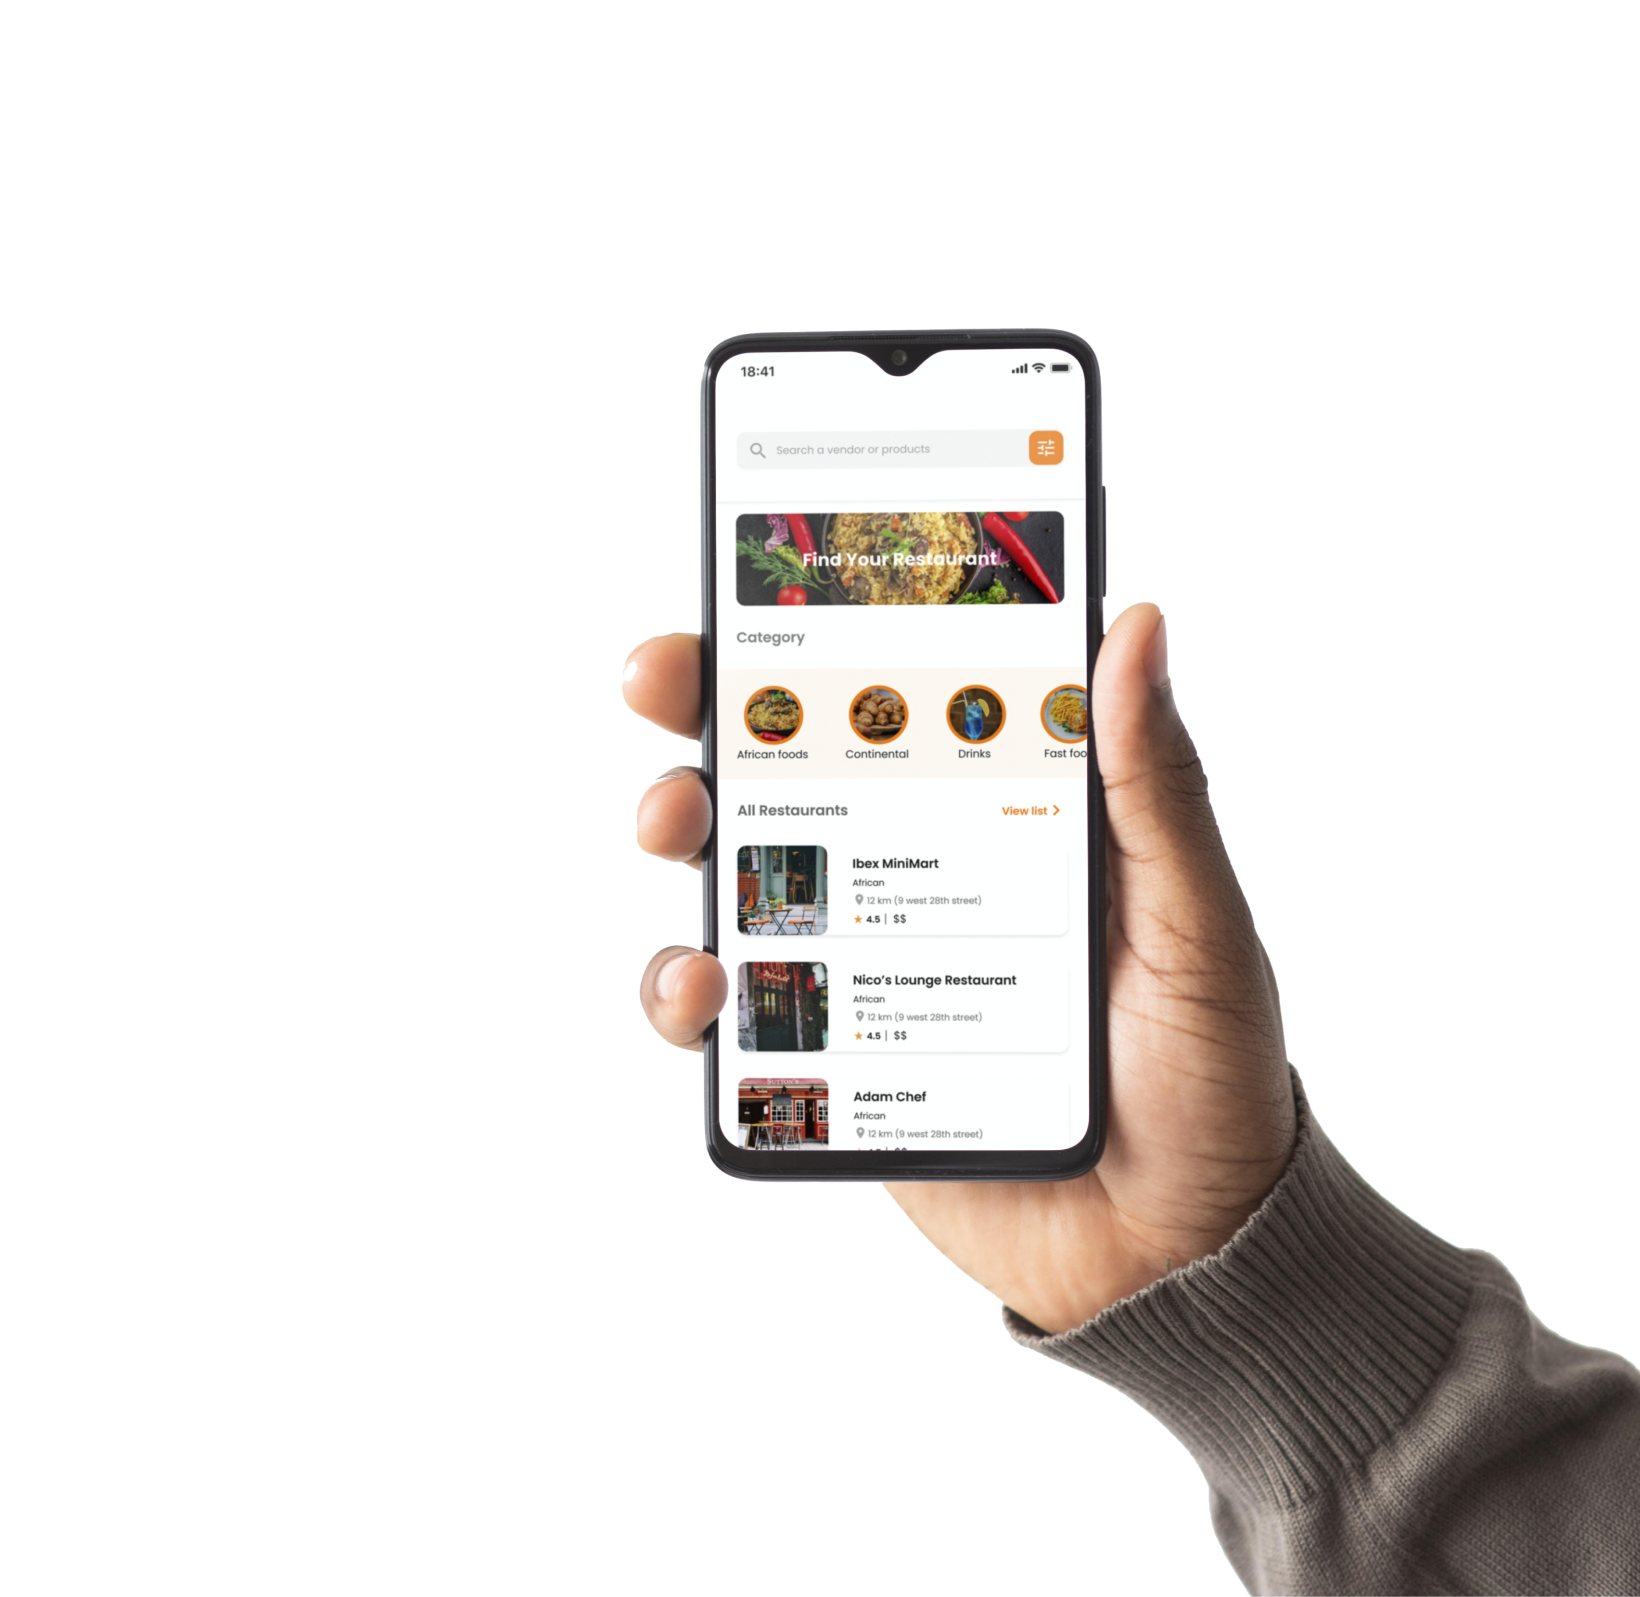 18:41
Search a vendor or products
Find Your Restaurant
Category
African foods
Continental
Drinks
Fast foo
All Restaurants
View list
Ibex MiniMart
African
12 km (9 west 28th street)
4.5 | $$
Nico's Lounge Restaurant
African
12 km (9 west 28th street)
4.5 | $$
SUTTON'S
Adam Chef
African
12 km (9 west 28th street)